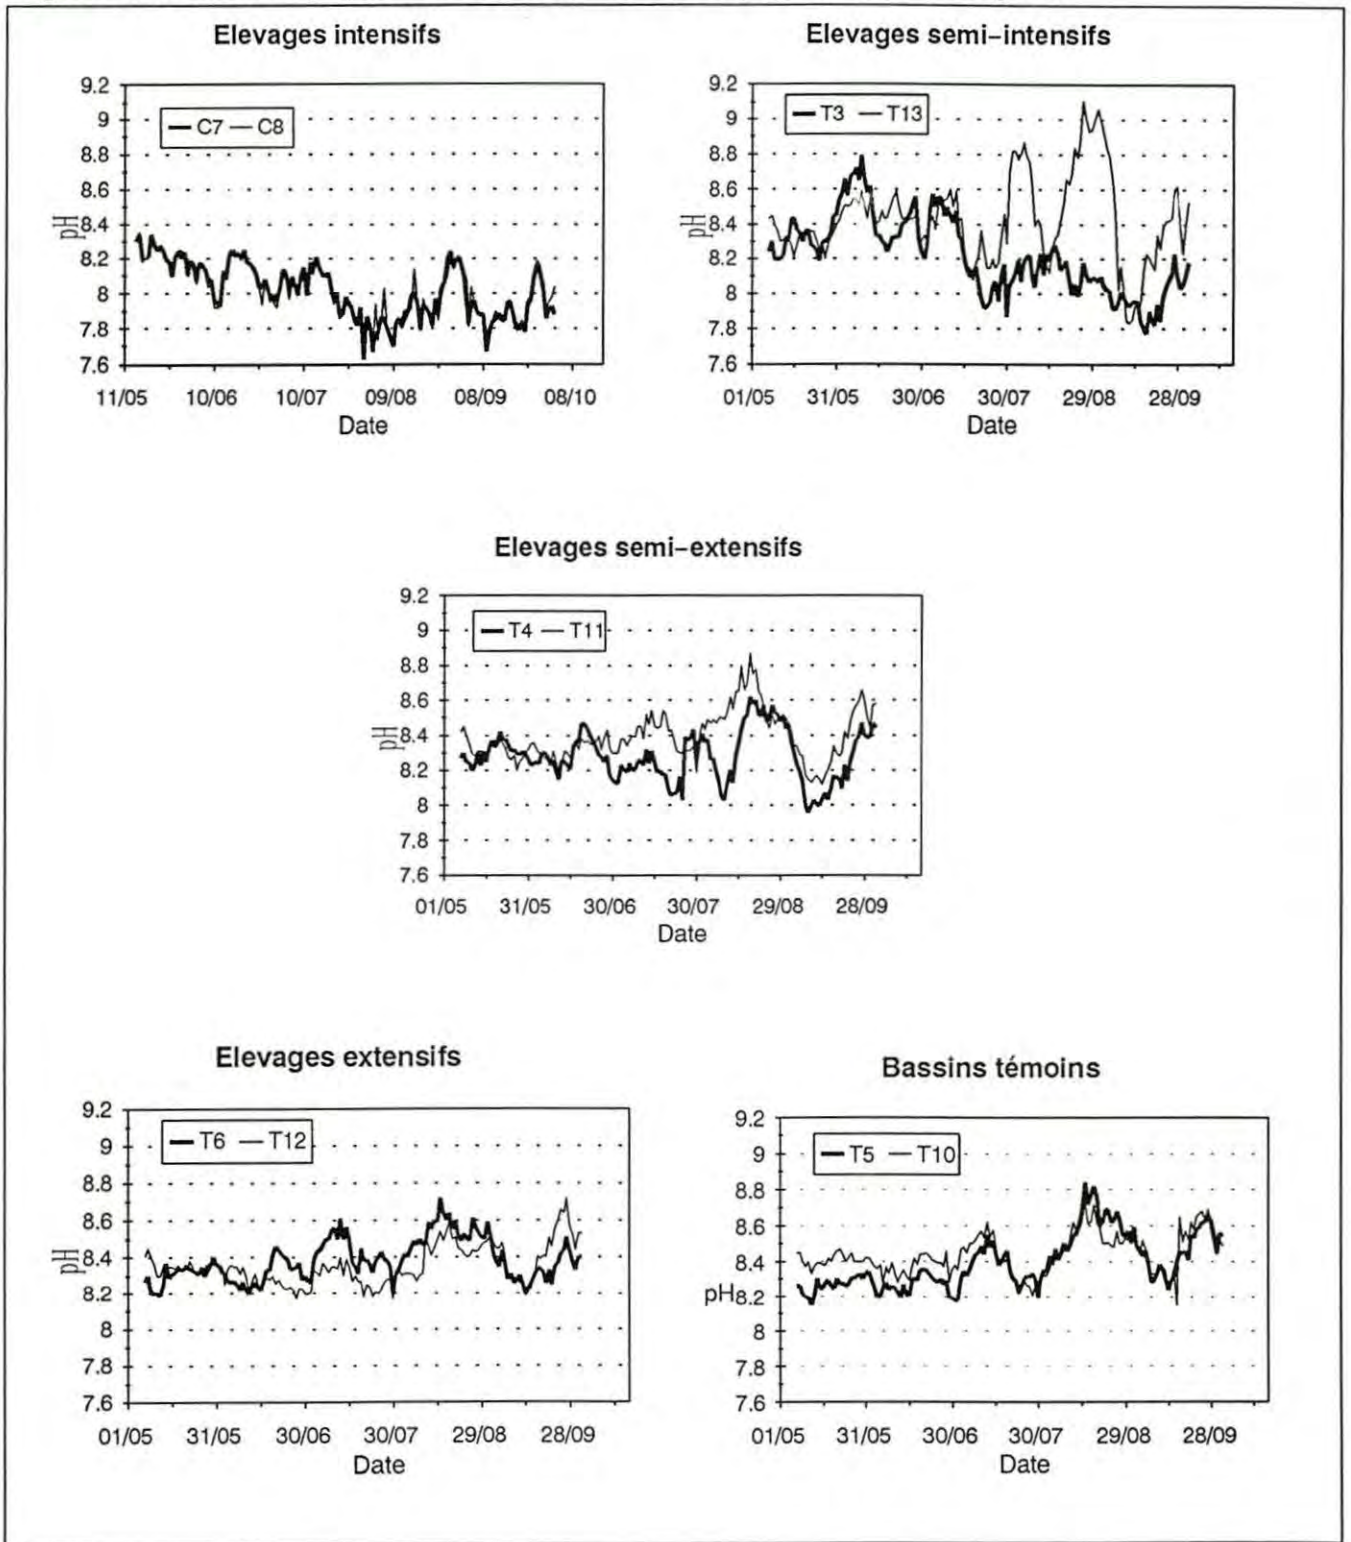 Elevages intensifs
9.2
9
8.8
8.6
8.4
8.2
8
7.8
7.6
pH
C7 C8
11/05 10/06 10/07 09/08 08/09 08/10
Date
Elevages semi-intensifs
9.2
9
8.8
8.6
8.4
8.2
8
7.8
7.6
pH
T3 T13
01/05 31/05 30/06 30/07 29/08 28/09
Date
Elevages semi-extensifs
9.2
9
8.8
8.6
8.4
8.2
8
7.8
7.6
pH
T4 T11
01/05 31/05 30/06 30/07 29/08 28/09
Date
Elevages extensifs
9.2
9
8.8
8.6
8.4
8.2
8
7.8
7.6
pH
T6 T12
01/05 31/05 30/06 30/07 29/08 28/09
Date
Bassins témoins
9.2
9
8.8
8.6
8.4
8.2
8
7.8
7.6
pH
T5 T10
01/05 31/05 30/06 30/07 29/08 28/09
Date